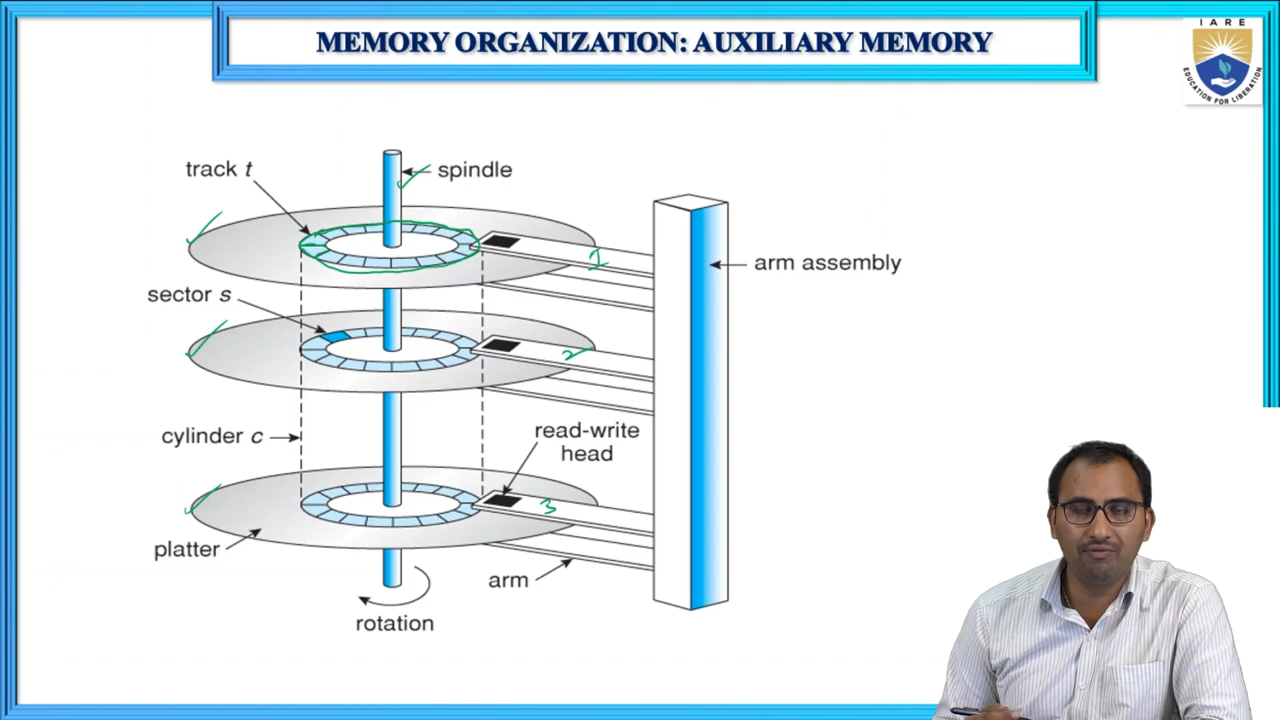 MEMORY ORGANIZATION: AUXILIARY MEMORY
IARE
EDUCATION FOR LIBERATION
track t
spindle
1
arm assembly
sector s
2
cylinder c
read-write
head
3
platter
arm
rotation